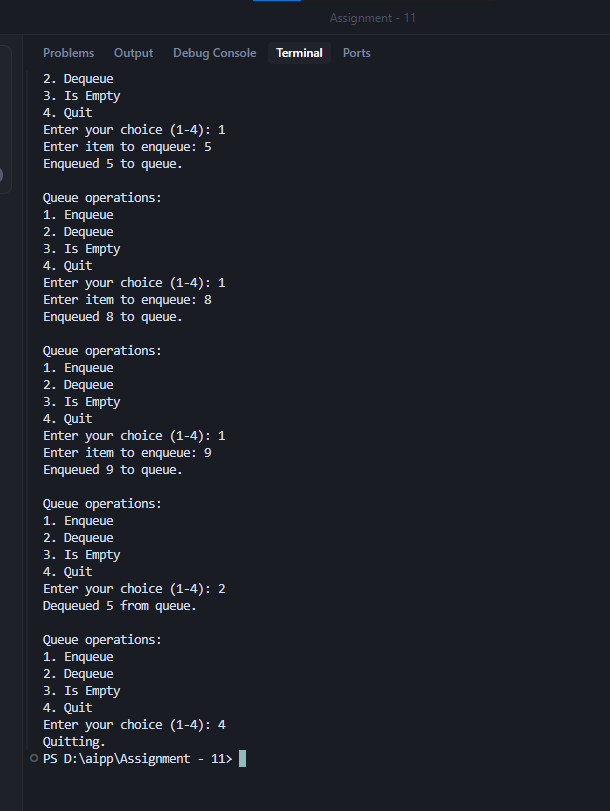 Assignment - 11
Problems Output Debug Console Terminal Ports
2. Dequeue
3. Is Empty
4. Quit
Enter your choice (1-4): 1
Enter item to enqueue: 5
Enqueued 5 to queue.

Queue operations:
1. Enqueue
2. Dequeue
3. Is Empty
4. Quit
Enter your choice (1-4): 1
Enter item to enqueue: 8
Enqueued 8 to queue.

Queue operations:
1. Enqueue
2. Dequeue
3. Is Empty
4. Quit
Enter your choice (1-4): 1
Enter item to enqueue: 9
Enqueued 9 to queue.

Queue operations:
1. Enqueue
2. Dequeue
3. Is Empty
4. Quit
Enter your choice (1-4): 2
Dequeued 5 from queue.

Queue operations:
1. Enqueue
2. Dequeue
3. Is Empty
4. Quit
Enter your choice (1-4): 4
Quitting.
PS D:\aipp\Assignment - 11>